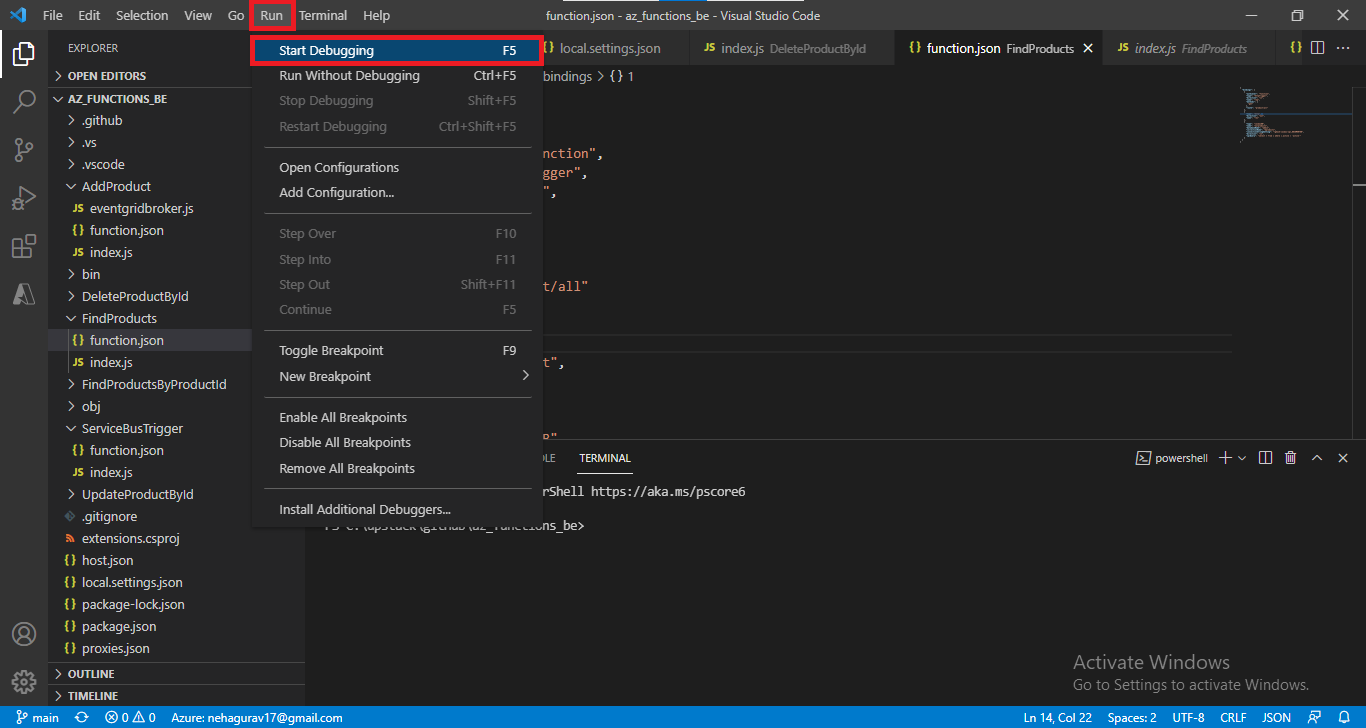 File Edit Selection View Go Run Terminal Help
function.json - az_functions_be - Visual Studio Code
EXPLORER
OPEN EDITORS
AZ_FUNCTIONS_BE
.github
.vs
.vscode
AddProduct
JS eventgridbroker.js
{} function.json
JS index.js
bin
DeleteProductById
FindProducts
{} function.json
JS index.js
FindProductsByProductId
obj
ServiceBusTrigger
{} function.json
JS index.js
UpdateProductById
.gitignore
extensions.csproj
{} host.json
{} local.settings.json
{} package-lock.json
{} package.json
{} proxies.json
OUTLINE
TIMELINE
Start Debugging F5
Run Without Debugging Ctrl+F5
Stop Debugging Shift+F5
Restart Debugging Ctrl+Shift+F5
Open Configurations
Add Configuration...
Step Over F10
Step Into F11
Step Out Shift+F11
Continue F5
Toggle Breakpoint F9
New Breakpoint >
Enable All Breakpoints
Disable All Breakpoints
Remove All Breakpoints
Install Additional Debuggers...
{} local.settings.json JS index.js DeleteProductById {} function.json FindProducts JS index.js FindProducts {} ...
bindings > {} 1
nction",
gger",
",
t/all"
t",
LE TERMINAL
powershell
rShell https://aka.ms/pscore6
PS C:\upstack\github\az_functions_be>
Activate Windows
Go to Settings to activate Windows.
main 0 0 Azure: nehagurav17@gmail.com
Ln 14, Col 22 Spaces: 2 UTF-8 CRLF JSON